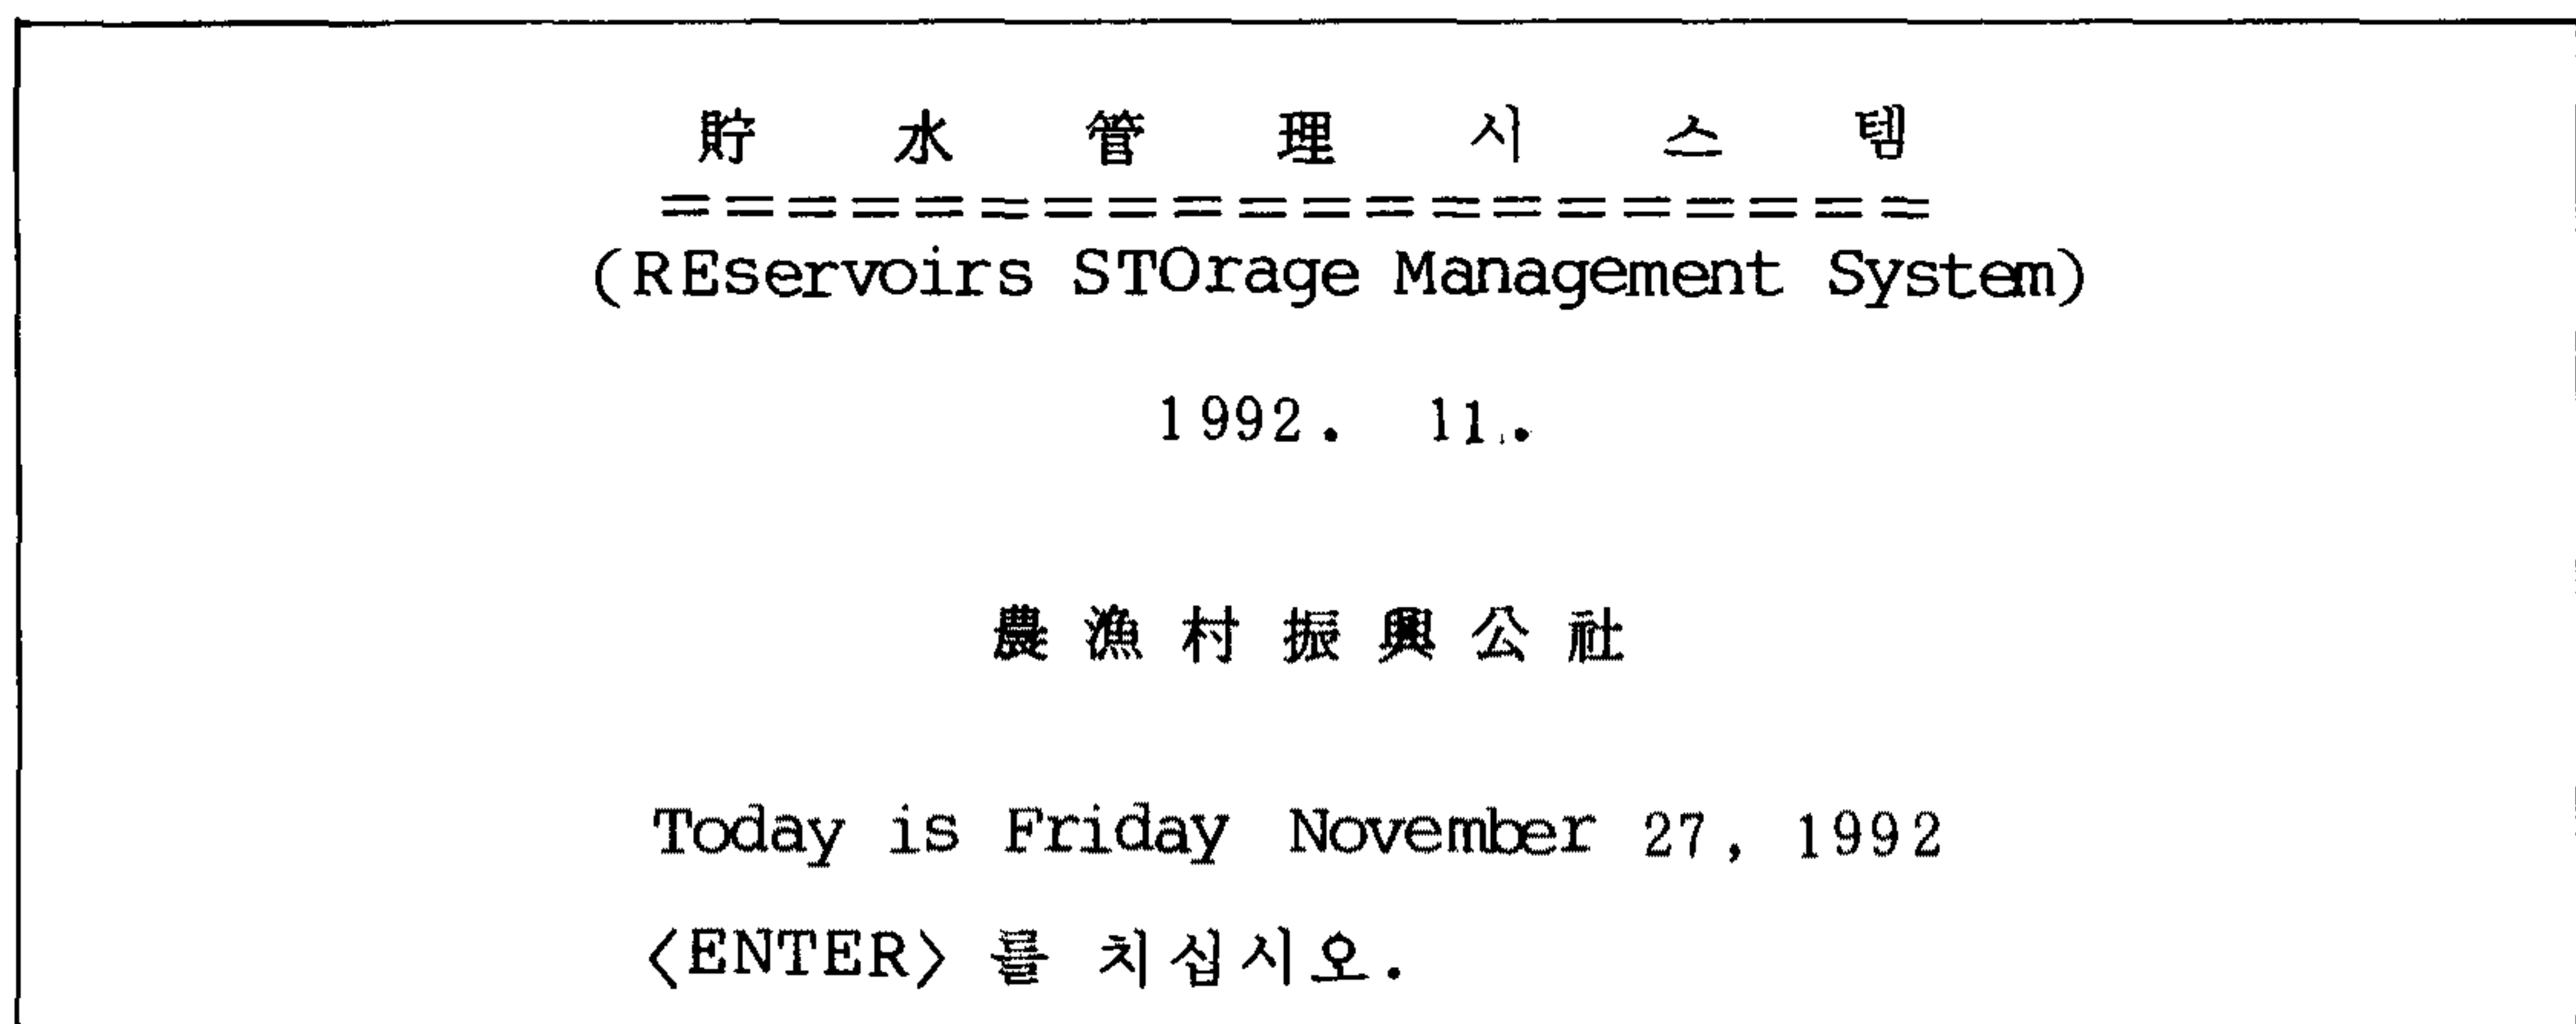 貯 水 管 理 시 스 템
====================
(REservoirs STOrage Management System)
1992. 11.
農漁村振興公社
Today is Friday November 27, 1992
〈ENTER〉를 치십시오.